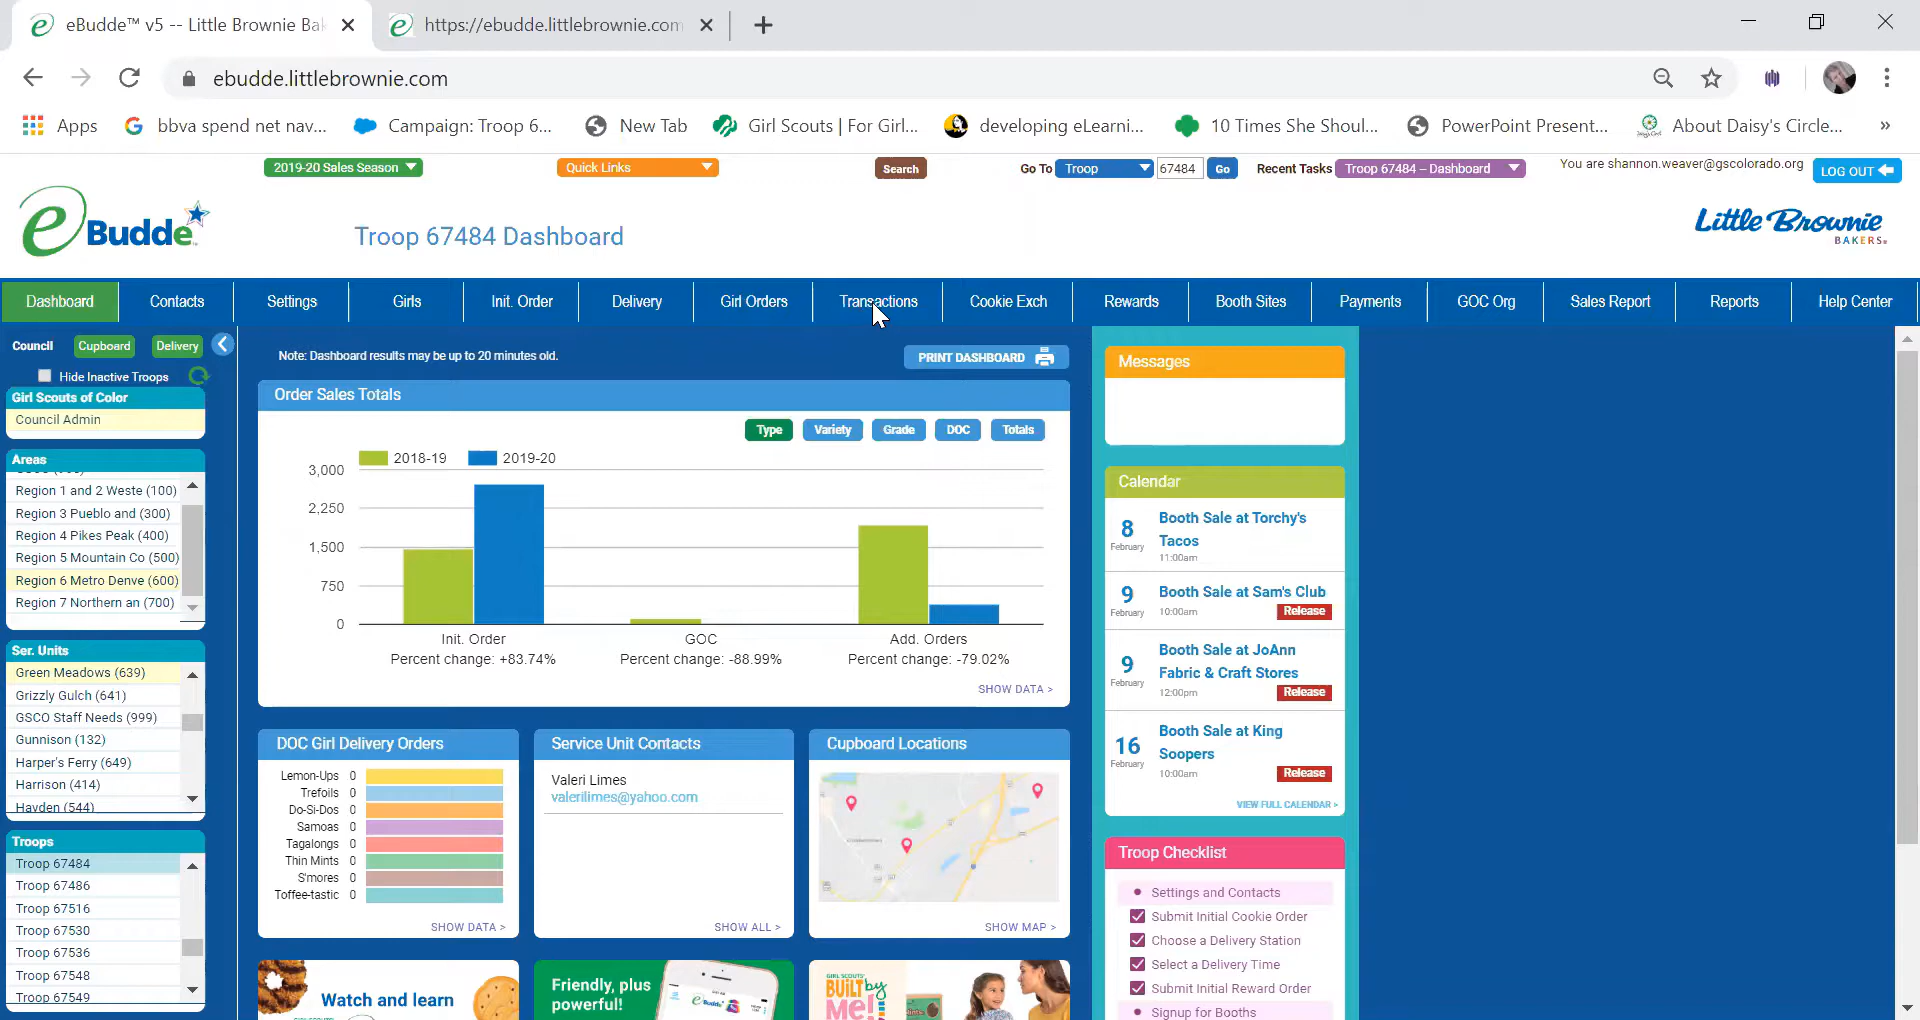 eBudde™ v5 -- Little Brownie Bak
https://ebudde.littlebrownie.com
ebudde.littlebrownie.com
Apps
bbva spend net nav...
Campaign: Troop 6...
New Tab
Girl Scouts | For Girl...
developing eLearni...
10 Times She Shoul...
PowerPoint Present...
About Daisy's Circle...
»
2019-20 Sales Season
Quick Links
Search
Go To
Troop
67484
Go
Recent Tasks
Troop 67484 – Dashboard
You are shannon.weaver@gscolorado.org
LOG OUT
eBudde
Troop 67484 Dashboard
Little Brownie
BAKERS
Dashboard
Contacts
Settings
Girls
Init. Order
Delivery
Girl Orders
Transactions
Cookie Exch
Rewards
Booth Sites
Payments
GOC Org
Sales Report
Reports
Help Center
Council
Cupboard
Delivery
Hide Inactive Troops
Girl Scouts of Color
Council Admin
Areas
Region 1 and 2 Weste (100)
Region 3 Pueblo and (300)
Region 4 Pikes Peak (400)
Region 5 Mountain Co (500)
Region 6 Metro Denve (600)
Region 7 Northern an (700)
Ser. Units
Green Meadows (639)
Grizzly Gulch (641)
GSCO Staff Needs (999)
Gunnison (132)
Harper's Ferry (649)
Harrison (414)
Hayden (544)
Troops
Troop 67484
Troop 67486
Troop 67516
Troop 67530
Troop 67536
Troop 67548
Troop 67549
Note: Dashboard results may be up to 20 minutes old.
PRINT DASHBOARD
Order Sales Totals
Type
Variety
Grade
DOC
Totals
2018-19
2019-20
3,000
2,250
1,500
750
0
Init. Order
GOC
Add. Orders
Percent change: +83.74%
Percent change: -88.99%
Percent change: -79.02%
SHOW DATA >
DOC Girl Delivery Orders
Lemon-Ups 0
Trefoils 0
Do-Si-Dos 0
Samoas 0
Tagalongs 0
Thin Mints 0
S'mores 0
Toffee-tastic 0
SHOW DATA >
Service Unit Contacts
Valeri Limes
valerilimes@yahoo.com
SHOW ALL >
Cupboard Locations
SHOW MAP >
Watch and learn
Friendly, plus
powerful!
eBudde
GIRL SCOUTS'
BUILT by
Me!
Messages
Calendar
8
February
Booth Sale at Torchy's
Tacos
11:00am
9
February
Booth Sale at Sam's Club
10:00am
Release
9
February
Booth Sale at JoAnn
Fabric & Craft Stores
12:00pm
Release
16
February
Booth Sale at King
Soopers
10:00am
Release
VIEW FULL CALENDAR >
Troop Checklist
Settings and Contacts
Submit Initial Cookie Order
Choose a Delivery Station
Select a Delivery Time
Submit Initial Reward Order
Signup for Booths